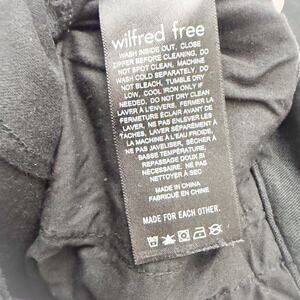 wilfred free
WASH INSIDE OUT, CLOSE
ZIPPER BEFORE CLEANING, DO
NOT SPOT CLEAN, MACHINE
WASH COLD SEPARATELY, DO
NOT BLEACH, TUMBLE DRY
LOW, COOL IRON ONLY IF
NEEDED. DO NOT DRY CLEAN
LAVER À L'ENVERS, FERMER LA
FERMETURE ÉCLAIR AVANT DE
LAVER, NE PAS ENLEVER LES
TÂCHES, LAVER SÉPARÉMENT À
LA MACHINE À L'EAU FROIDE,
NE PAS JAVELISER, SÉCHER À
BASSE TEMPÉRATURE,
REPASSAGE DOUX SI
NÉCESSAIRE. NE PAS
NETTOYER À SEC
MADE IN CHINA
FABRIQUÉ EN CHINE
MADE FOR EACH OTHER.